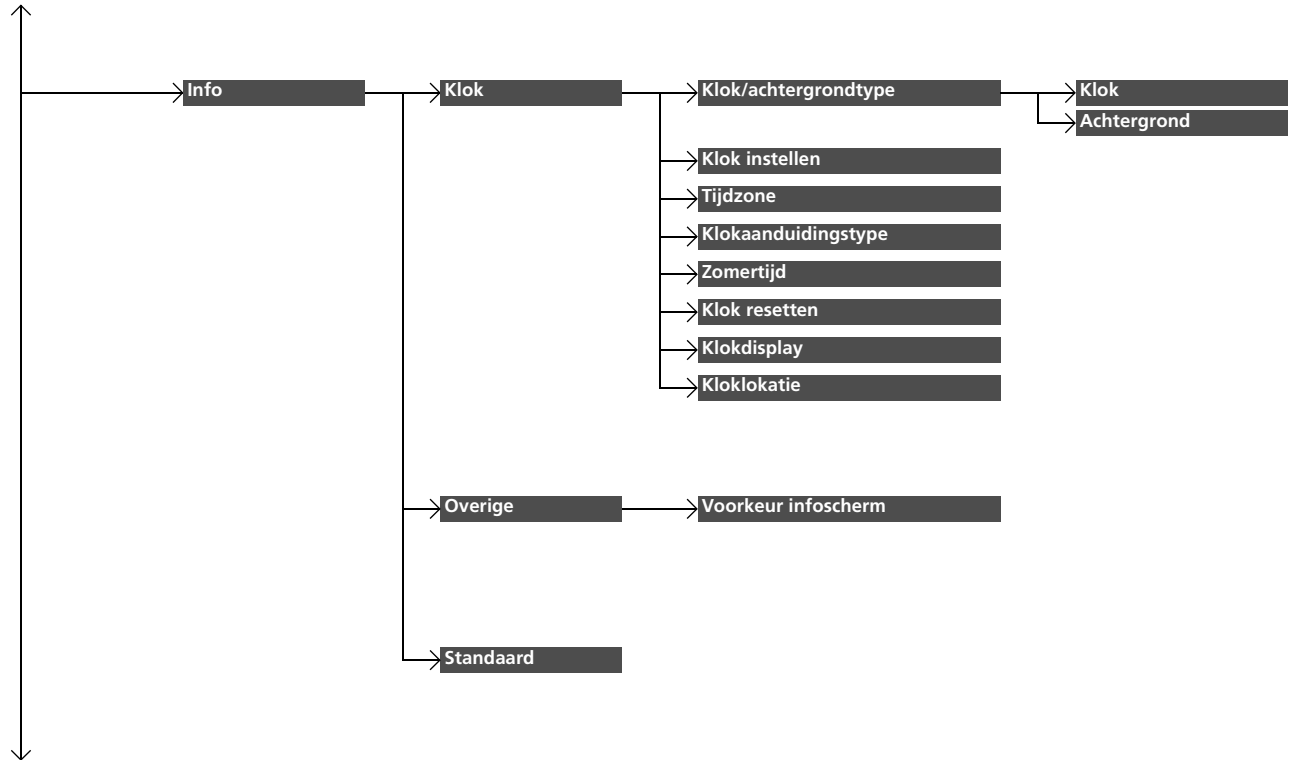 Info
Klok
Klok/achtergrondtype
Klok
Achtergrond
Klok instellen
Tijdzone
Klokaanduidingstype
Zomertijd
Klok resetten
Klokdisplay
Kloklokatie
Overige
Voorkeur infoscherm
Standaard